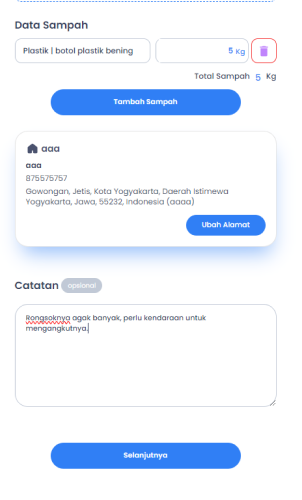 Data Sampah
Plastik | botol plastik bening
5 Kg
Total Sampah 5 Kg
Tambah Sampah
aaa
aaa
875575757
Gowongan, Jetis, Kota Yogyakarta, Daerah Istimewa
Yogyakarta, Jawa, 55232, Indonesia (aaaa)
Ubah Alamat
Catatan opsional
Rongsoknya agak banyak, perlu kendaraan untuk
mengangkutnya.
Selanjutnya